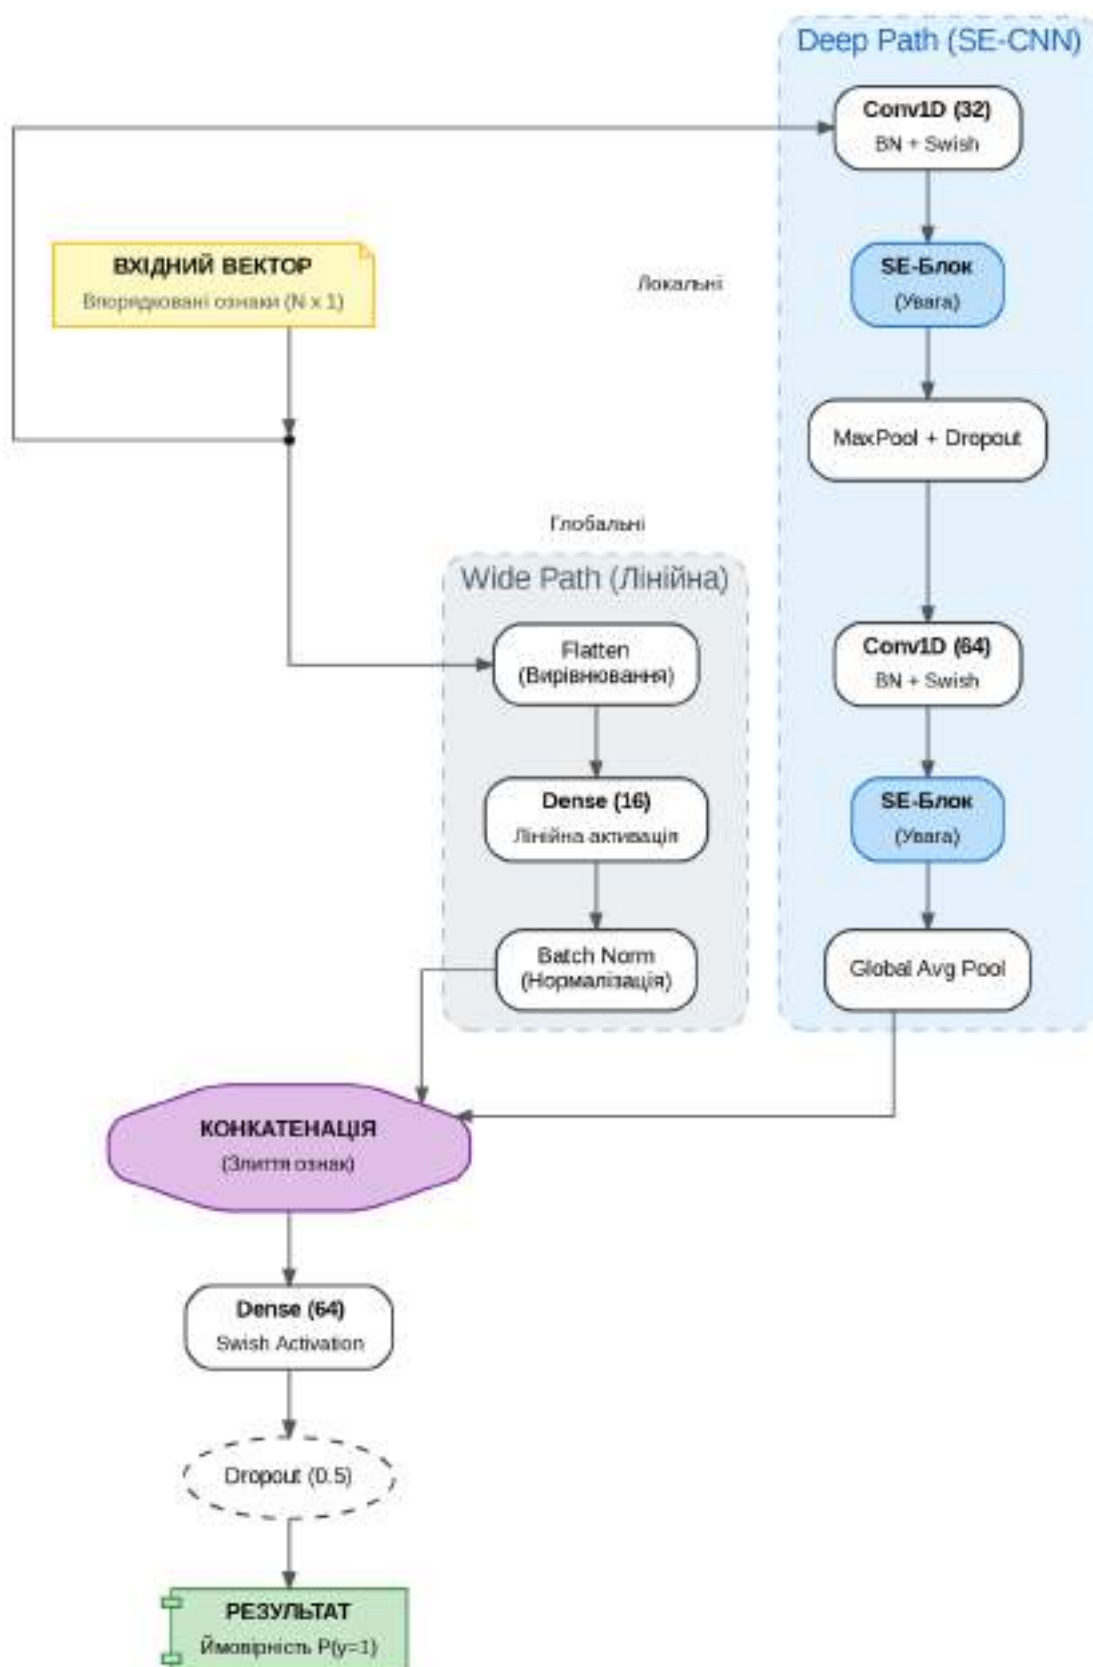 Deep Path (SE-CNN)
Conv1D (32)
BN + Swish
ВХІДНИЙ ВЕКТОР
Впорядковані ознаки (N x 1)
Локальні
SE-Блок
(Увага)
MaxPool + Dropout
Глобальні
Wide Path (Лінійна)
Flatten
(Вирівнювання)
Conv1D (64)
BN + Swish
Dense (16)
Лінійна активація
SE-Блок
(Увага)
Batch Norm
(Нормалізація)
Global Avg Pool
КОНКАТЕНАЦІЯ
(Злиття ознак)
Dense (64)
Swish Activation
Dropout (0.5)
РЕЗУЛЬТАТ
Ймовірність P(y=1)